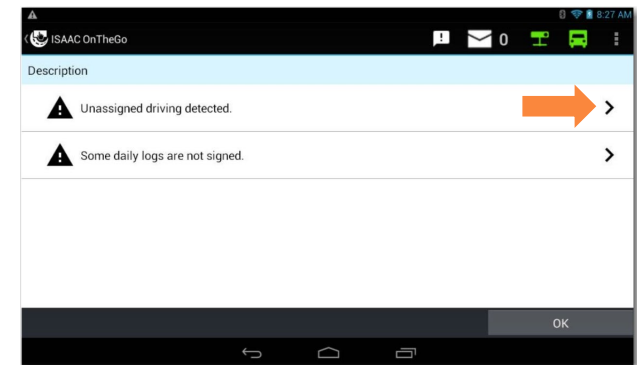 8:27 AM
ISAAC OnTheGo
0
Description
Unassigned driving detected.
Some daily logs are not signed.
OK